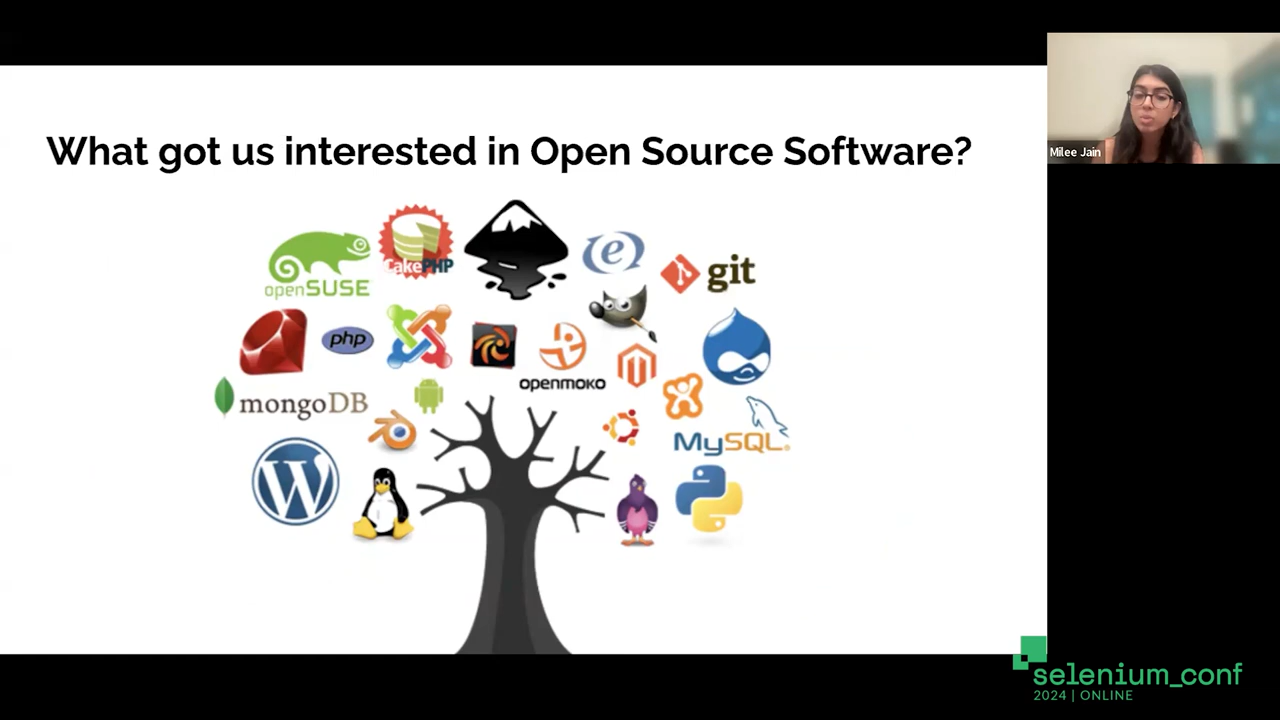 What got us interested in Open Source Software?
Milee Jain
openSUSE
CakePHP
e
git
php
openmoko
mongoDB
MySQL®
W
selenium_conf
2024 | ONLINE